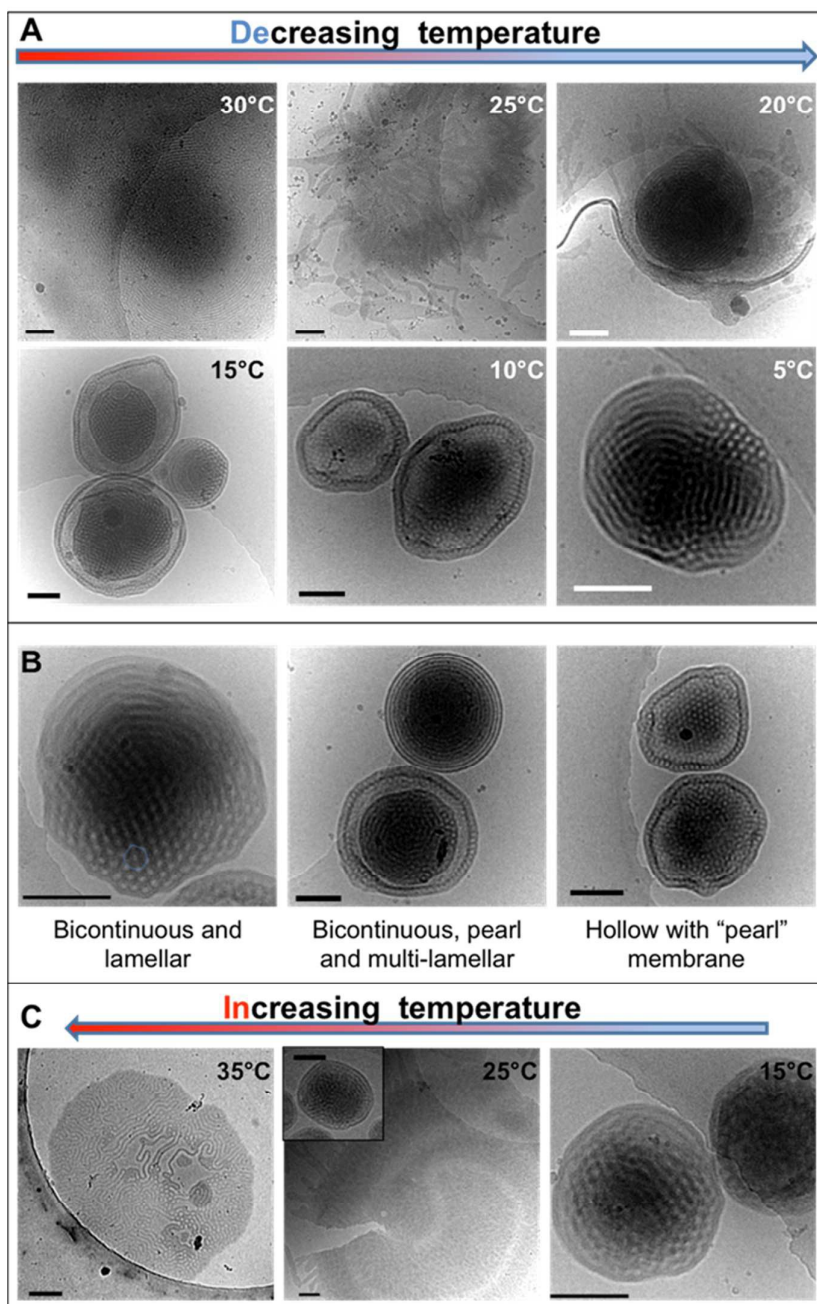 A
Decreasing temperature
30°C
25°C
20°C
15°C
10°C
5°C
B
Bicontinuous and
lamellar
Bicontinuous, pearl
and multi-lamellar
Hollow with “pearl”
membrane
C
Increasing temperature
35°C
25°C
15°C